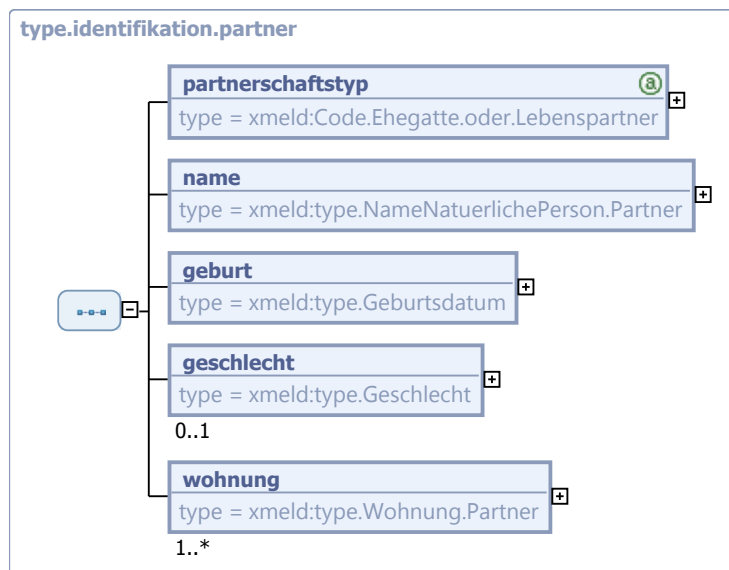 type.identifikation.partner
partnerschaftstyp
a
type = xmeld:Code.Ehegatte.oder.Lebenspartner
name
type = xmeld:type.NameNatuerlichePerson.Partner
geburt
type = xmeld:type.Geburtsdatum
geschlecht
type = xmeld:type.Geschlecht
0..1
wohnung
type = xmeld:type.Wohnung.Partner
1..*